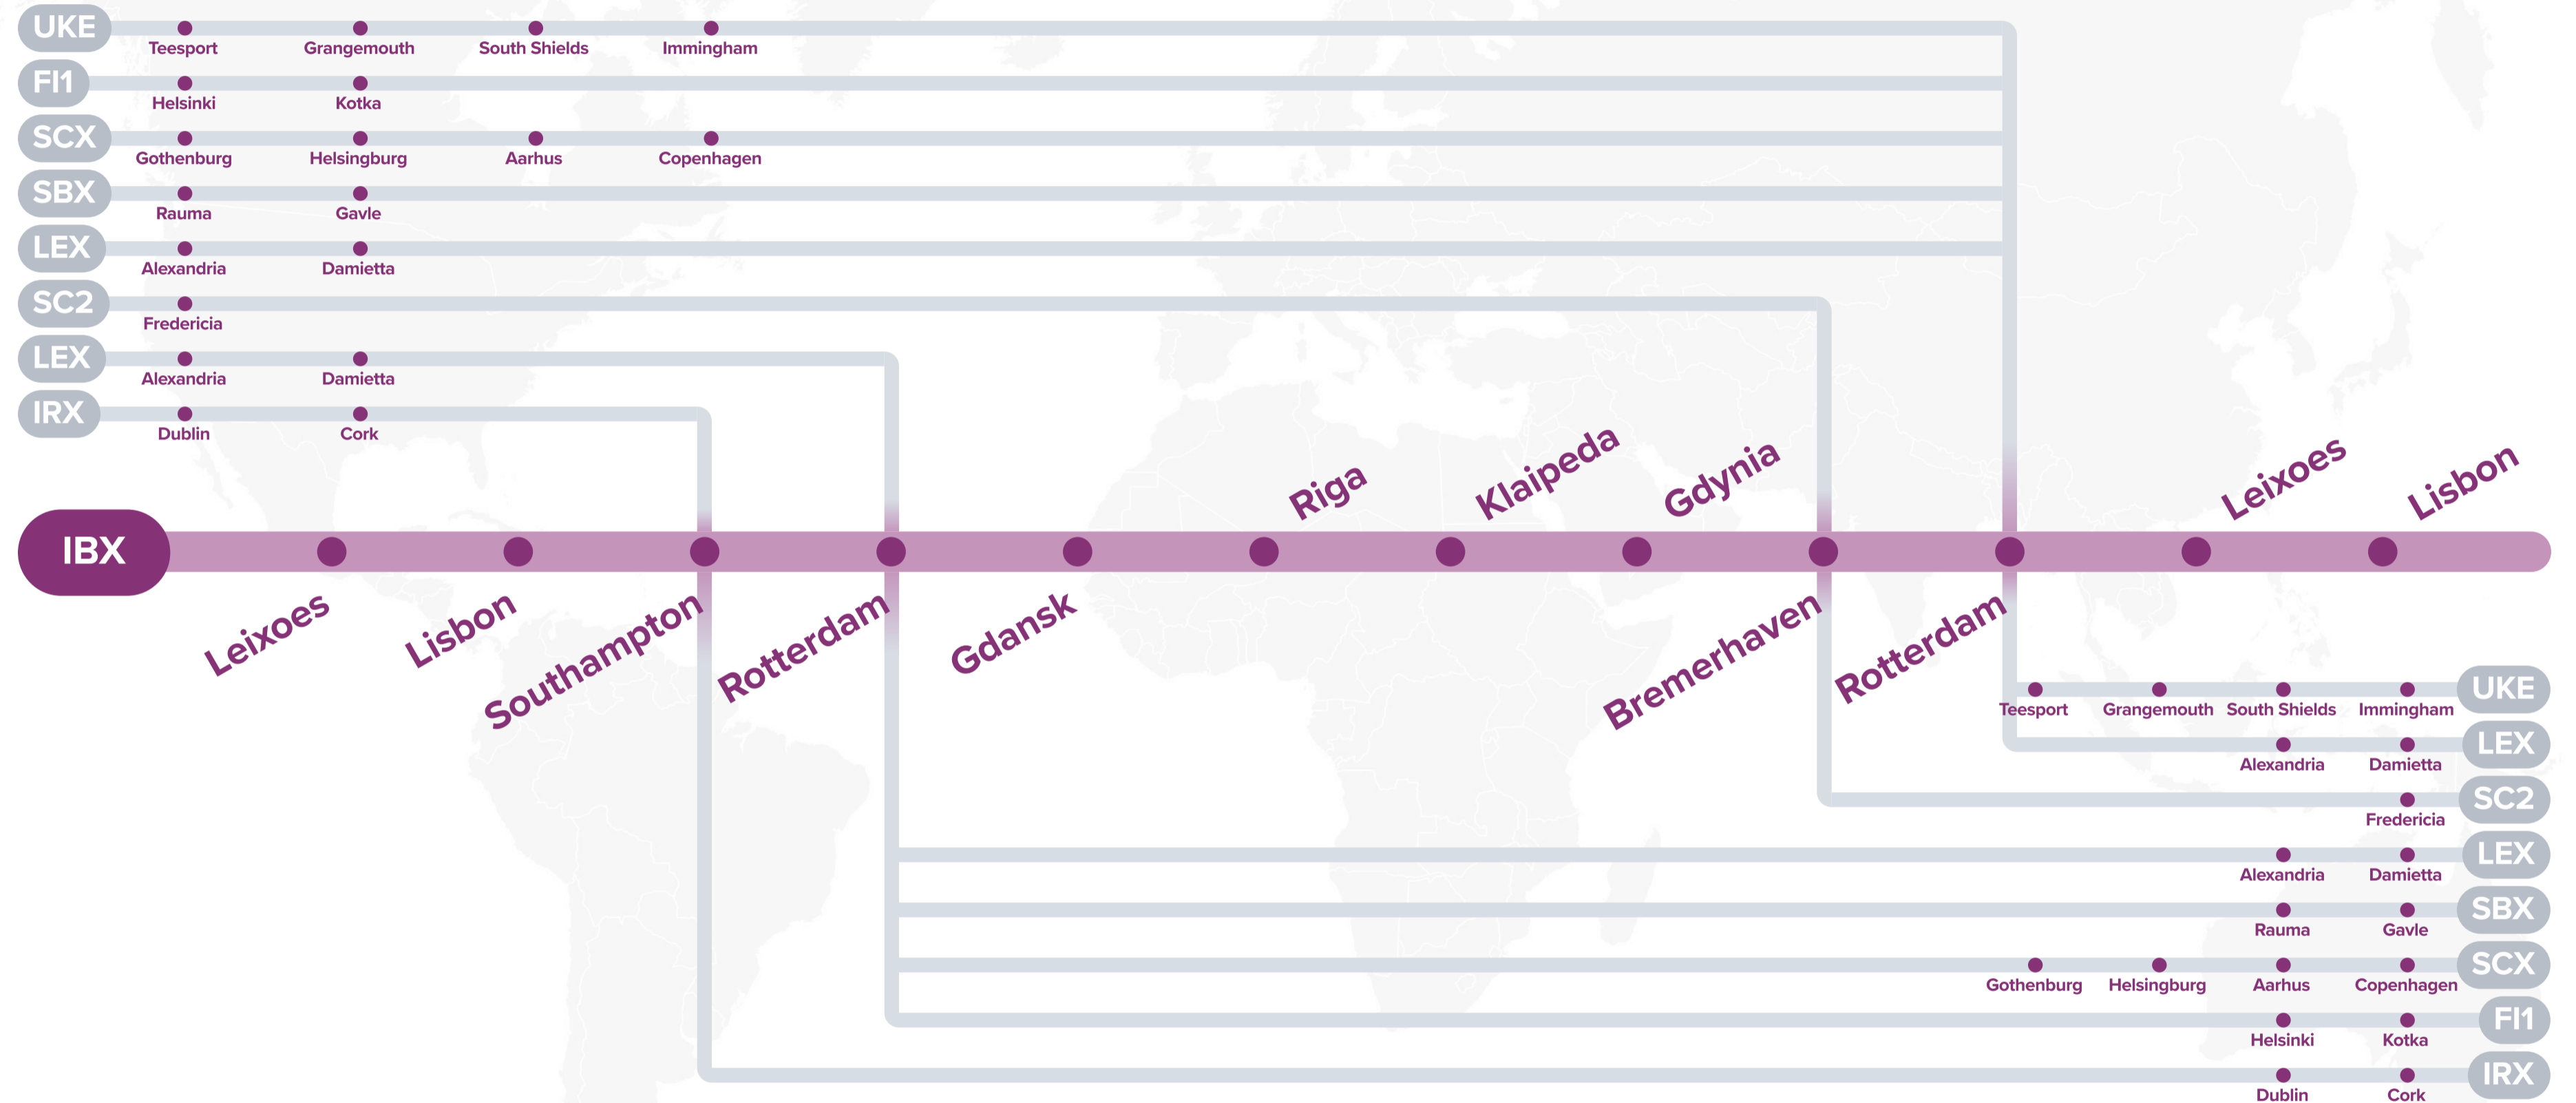 UKE
Teesport Grangemouth South Shields Immingham
FI1
Helsinki Kotka
SCX
Gothenburg Helsingburg Aarhus Copenhagen
SBX
Rauma Gavle
LEX
Alexandria Damietta
SC2
Fredericia
LEX
Alexandria Damietta
IRX
Dublin Cork
Riga Klaipeda Gdynia Leixoes Lisbon
IBX
Leixoes Lisbon Southampton Rotterdam Gdansk Bremerhaven Rotterdam
UKE
Teesport Grangemouth South Shields Immingham
LEX
Alexandria Damietta
SC2
Fredericia
LEX
Alexandria Damietta
SBX
Rauma Gavle
SCX
Gothenburg Helsingburg Aarhus Copenhagen
FI1
Helsinki Kotka
IRX
Dublin Cork